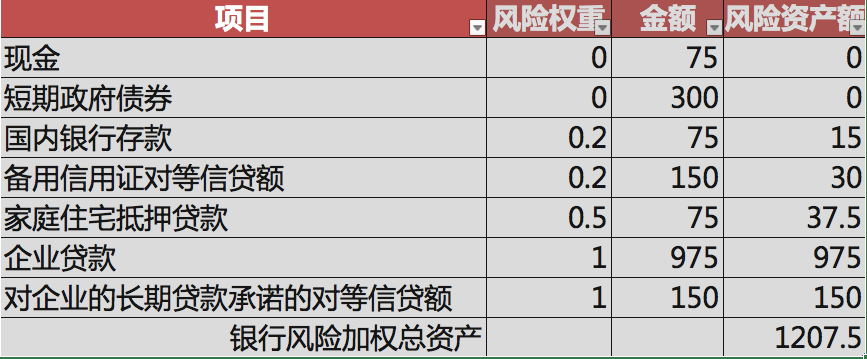 项目 风险权重 金额 风险资产额
现金 0 75 0
短期政府债券 0 300 0
国内银行存款 0.2 75 15
备用信用证对等信贷额 0.2 150 30
家庭住宅抵押贷款 0.5 75 37.5
企业贷款 1 975 975
对企业的长期贷款承诺的对等信贷额 1 150 150
银行风险加权总资产 1207.5